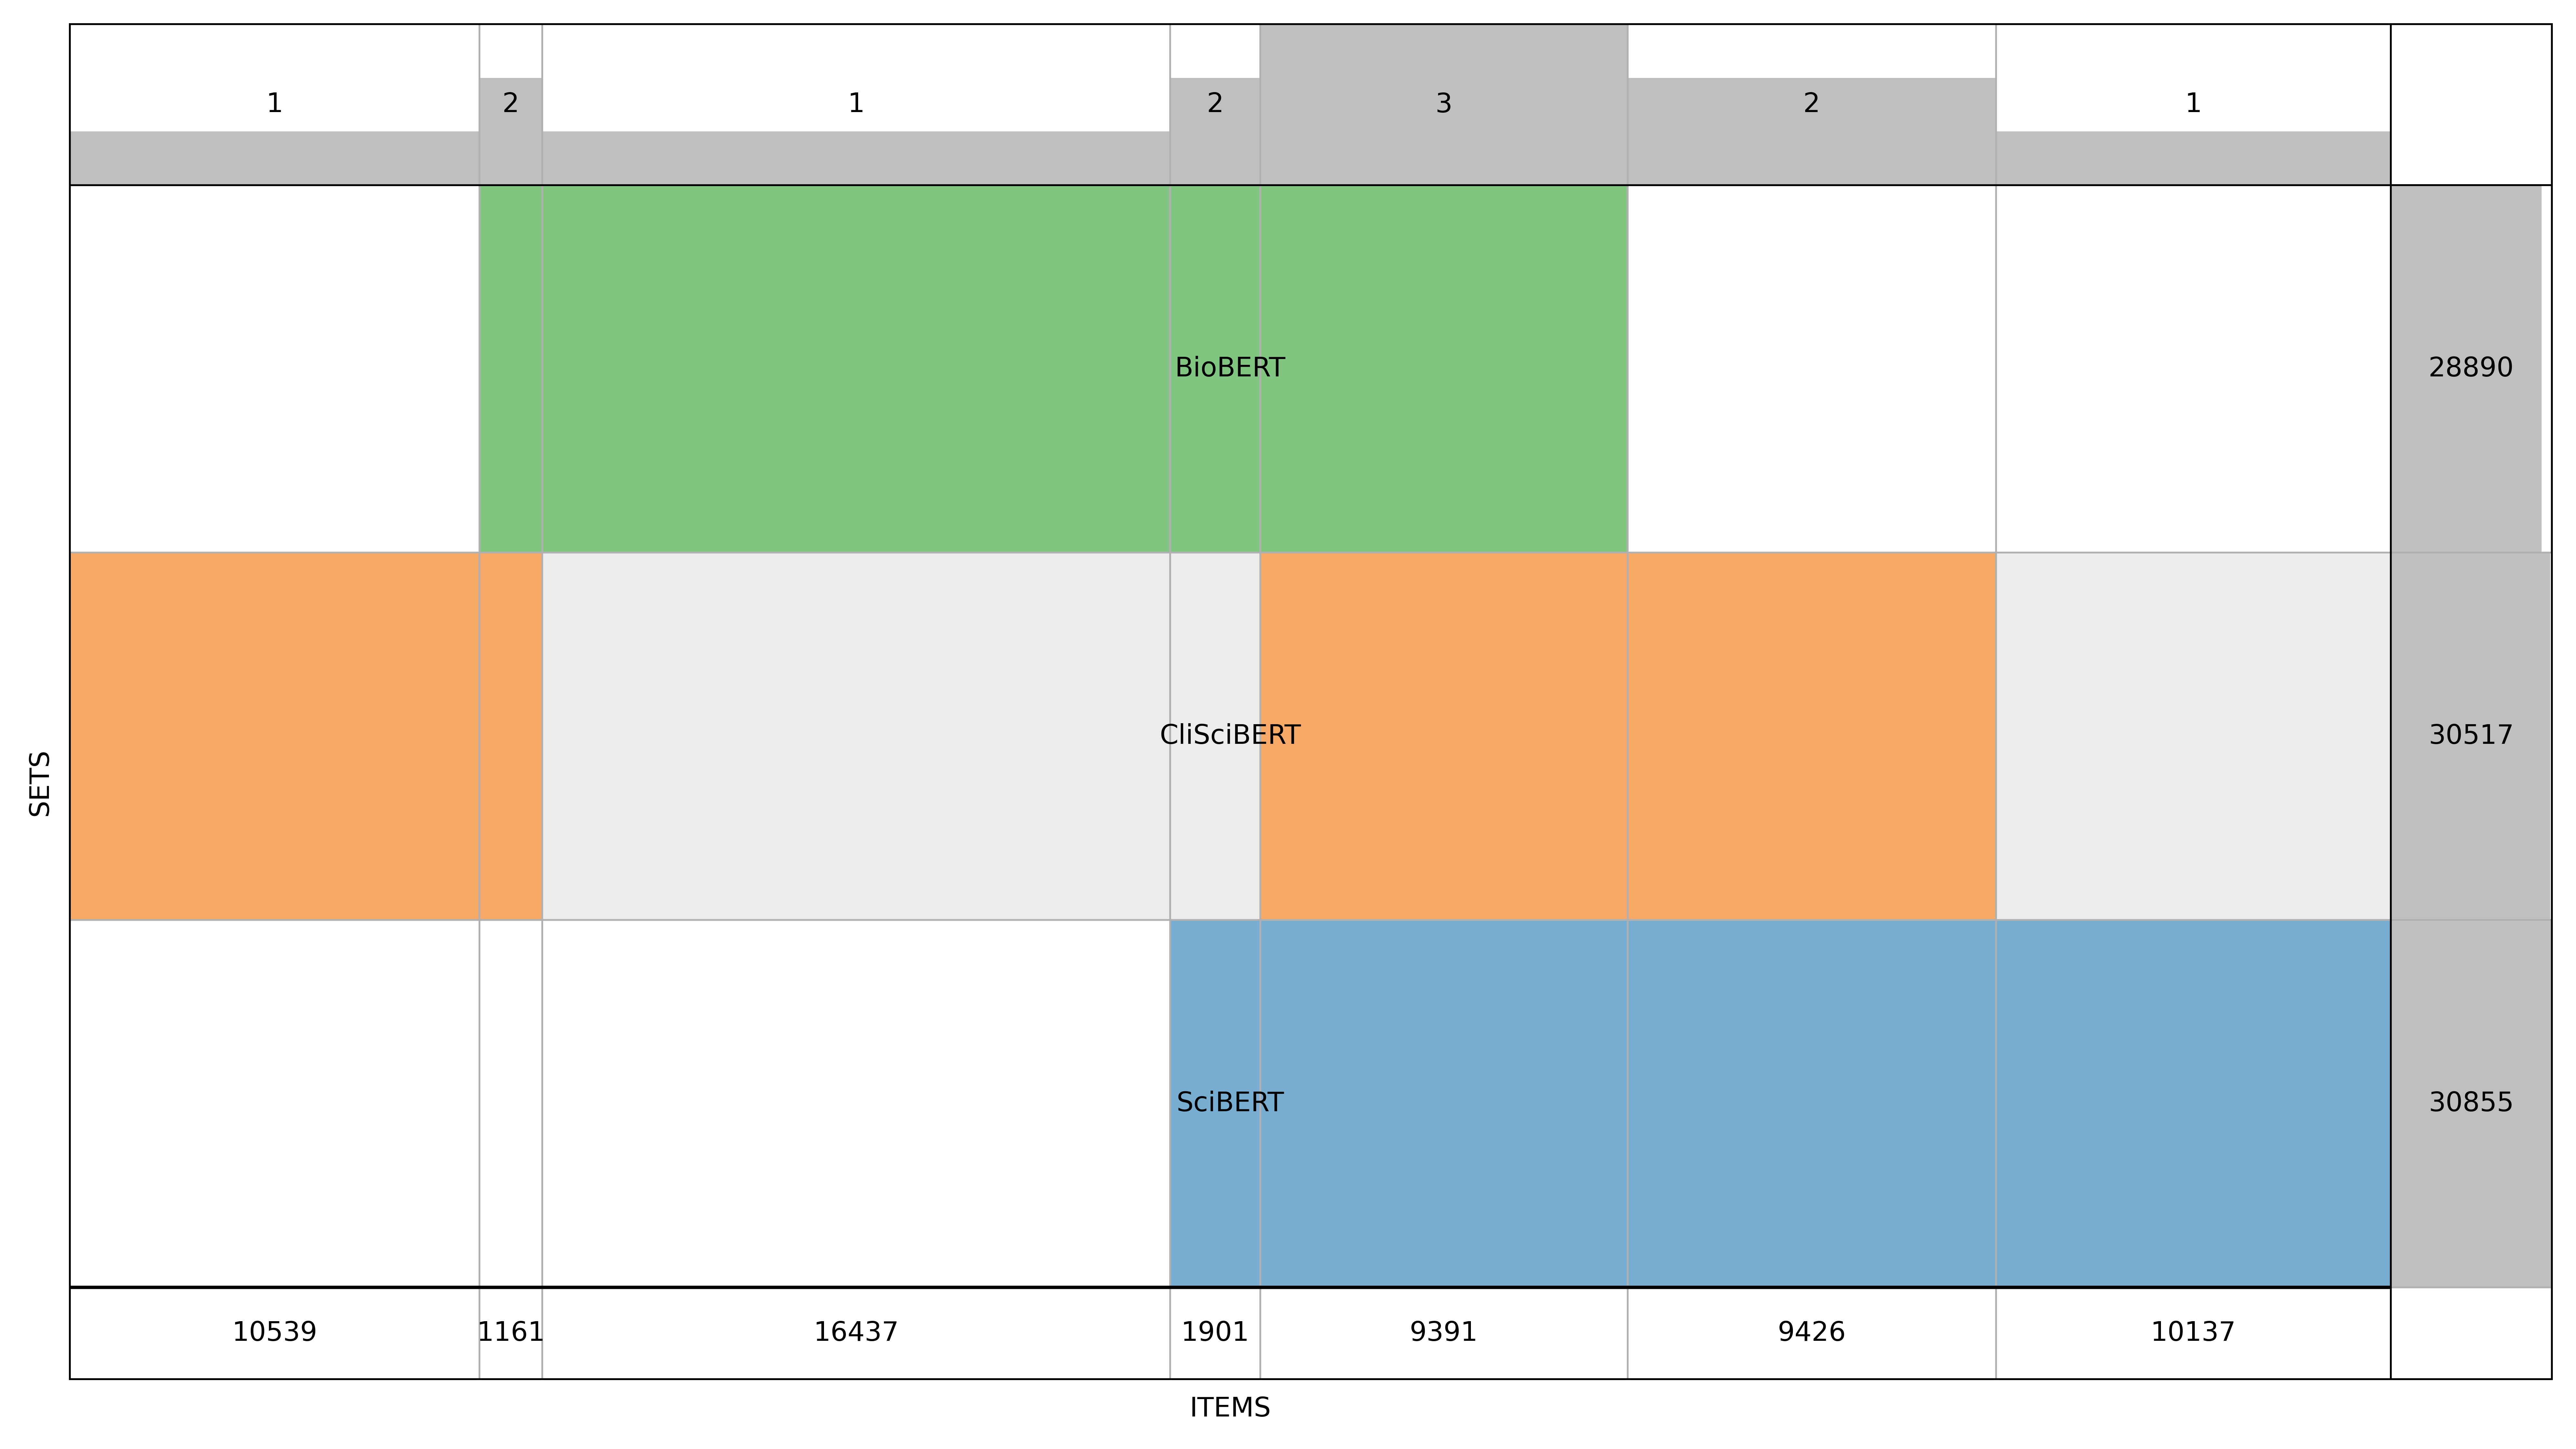 1 2 1 2 3 2 1
BioBERT 28890
CliSciBERT 30517
SETS
SciBERT 30855
10539 1161 16437 1901 9391 9426 10137
ITEMS